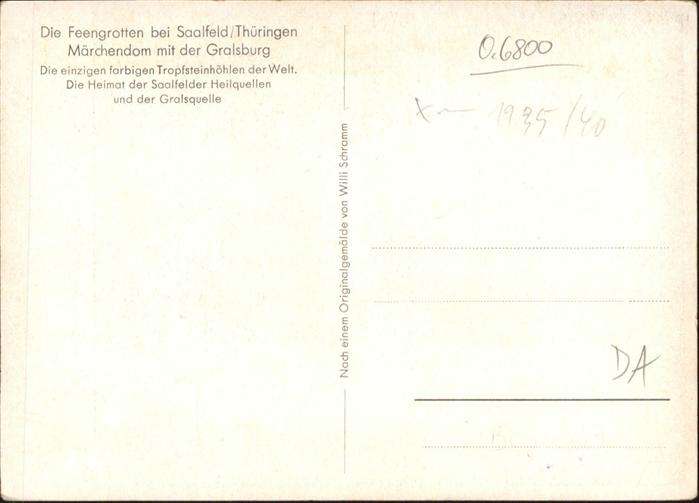 Die Feengrotten bei Saalfeld/Thüringen
Märchendom mit der Gralsburg
Die einzigen farbigen Tropfsteinhöhlen der Welt.
Die Heimat der Saalfelder Heilquellen
und der Gralsquelle
Nach einem Originalgemälde von Willi Schramm
0.6800
x — 1935/40
DA